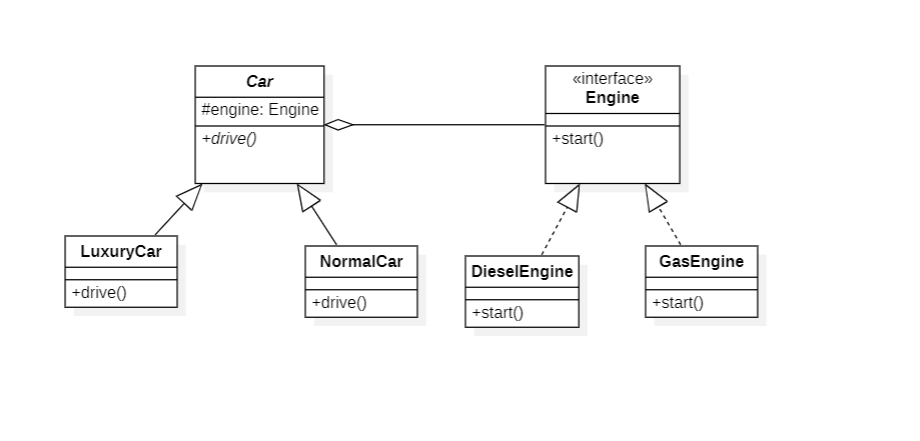 Car
#engine: Engine
+drive()
«interface»
Engine
+start()
LuxuryCar
+drive()
NormalCar
+drive()
DieselEngine
+start()
GasEngine
+start()